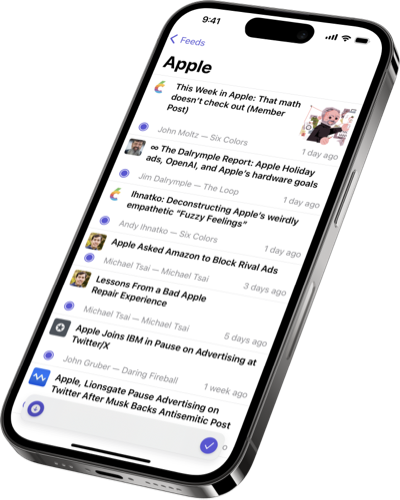 9:41
Feeds
Apple
This Week in Apple: That math
doesn't check out (Member
Post)
John Moltz — Six Colors
1 day ago
∞ The Dalrymple Report: Apple Holiday
ads, OpenAI, and Apple's hardware goals
Jim Dalrymple — The Loop
1 day ago
Ihnatko: Deconstructing Apple's weirdly
empathetic "Fuzzy Feelings"
Andy Ihnatko — Six Colors
1 day ago
Apple Asked Amazon to Block Rival Ads
Michael Tsai — Michael Tsai
3 days ago
Lessons From a Bad Apple
Repair Experience
Michael Tsai — Michael Tsai
5 days ago
Apple Joins IBM in Pause on Advertising at
Twitter/X
John Gruber — Daring Fireball
1 week ago
Apple, Lionsgate Pause Advertising on
Twitter After Musk Backs Antisemitic Post